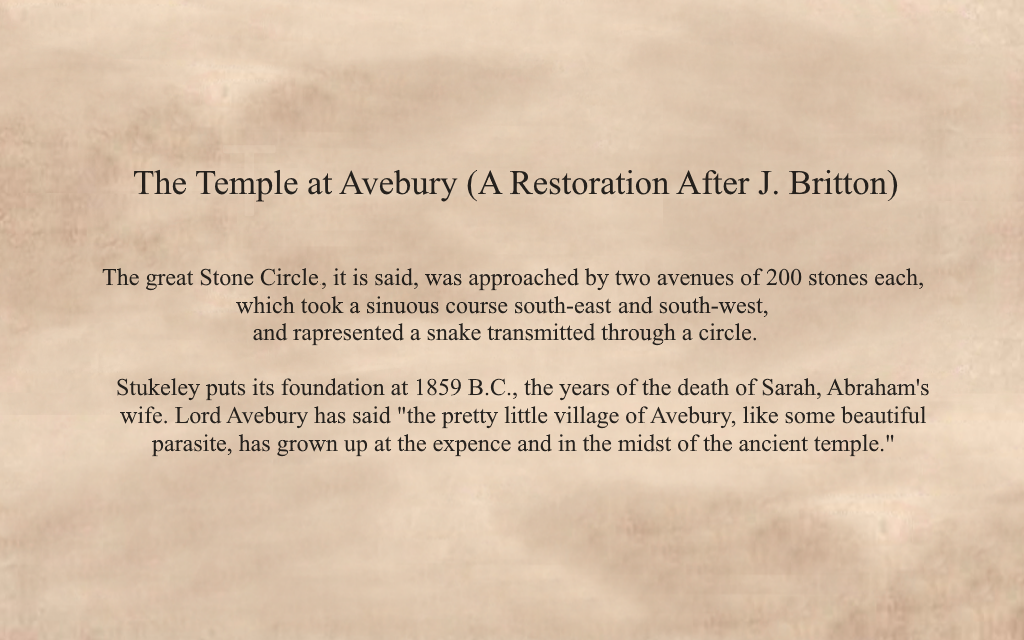 The Temple at Avebury (A Restoration After J. Britton)
The great Stone Circle, it is said, was approached by two avenues of 200 stones each,
which took a sinuous course south-east and south-west,
and rapresented a snake transmitted through a circle.
Stukeley puts its foundation at 1859 B.C., the years of the death of Sarah, Abraham's
wife. Lord Avebury has said "the pretty little village of Avebury, like some beautiful
parasite, has grown up at the expence and in the midst of the ancient temple."